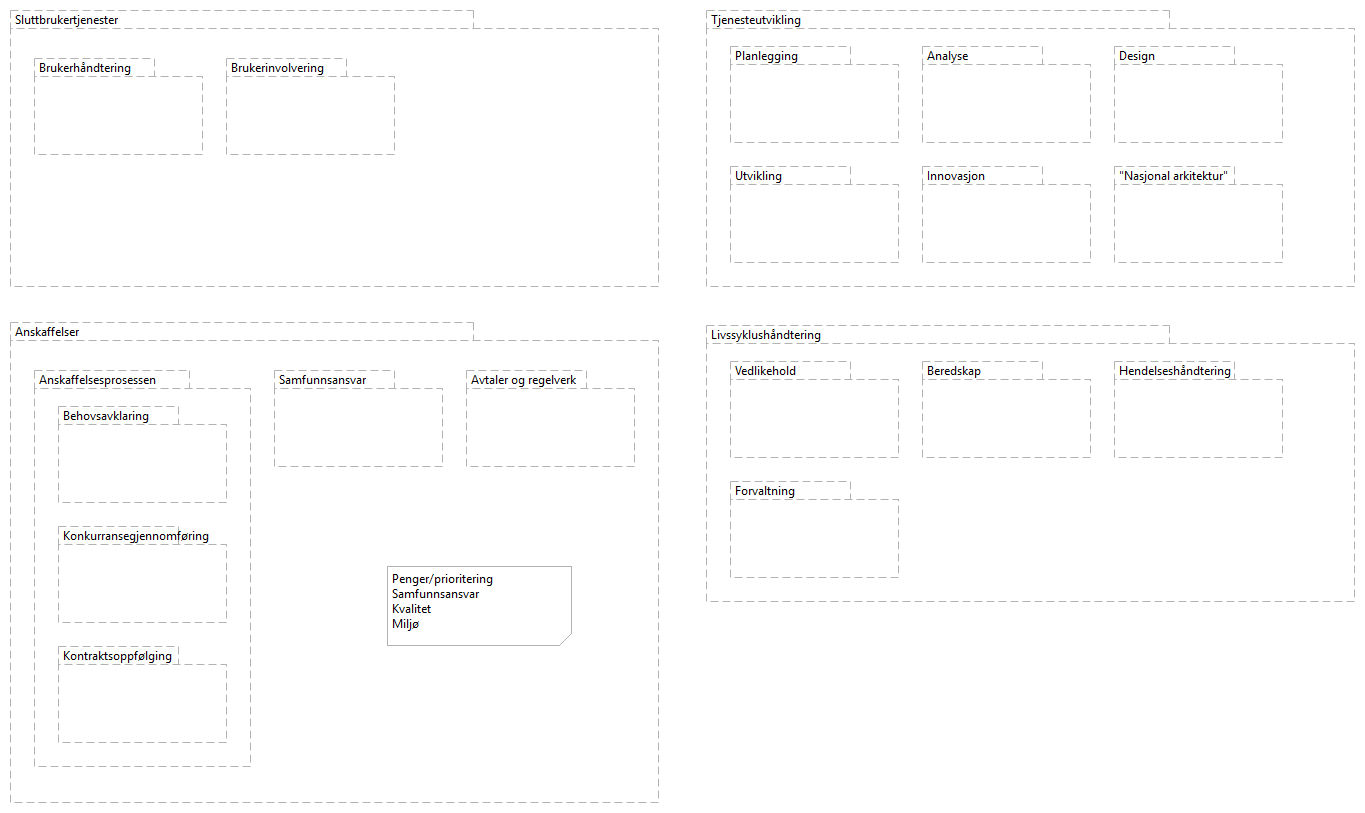 Sluttbrukertjenester
Brukerhåndtering
Brukerinvolvering
Tjenesteutvikling
Planlegging
Analyse
Design
Utvikling
Innovasjon
"Nasjonal arkitektur"
Anskaffelser
Anskaffelsesprosessen
Behovsavklaring
Konkurransegjennomføring
Kontraktsoppfølging
Samfunnsansvar
Avtaler og regelverk
Penger/prioritering
Samfunnsansvar
Kvalitet
Miljø
Livssyklushåndtering
Vedlikehold
Beredskap
Hendelseshåndtering
Forvaltning